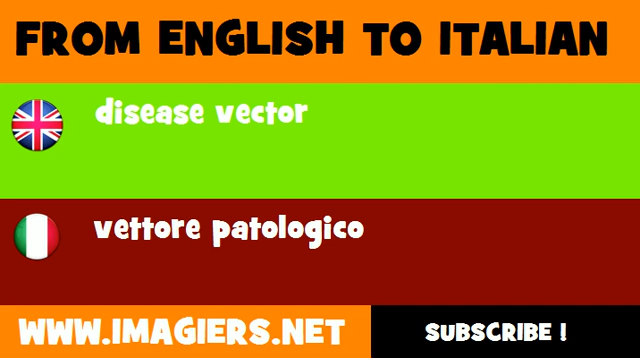 FROM ENGLISH TO ITALIAN
disease vector
vettore patologico
WWW.IMAGIERS.NET
SUBSCRIBE !